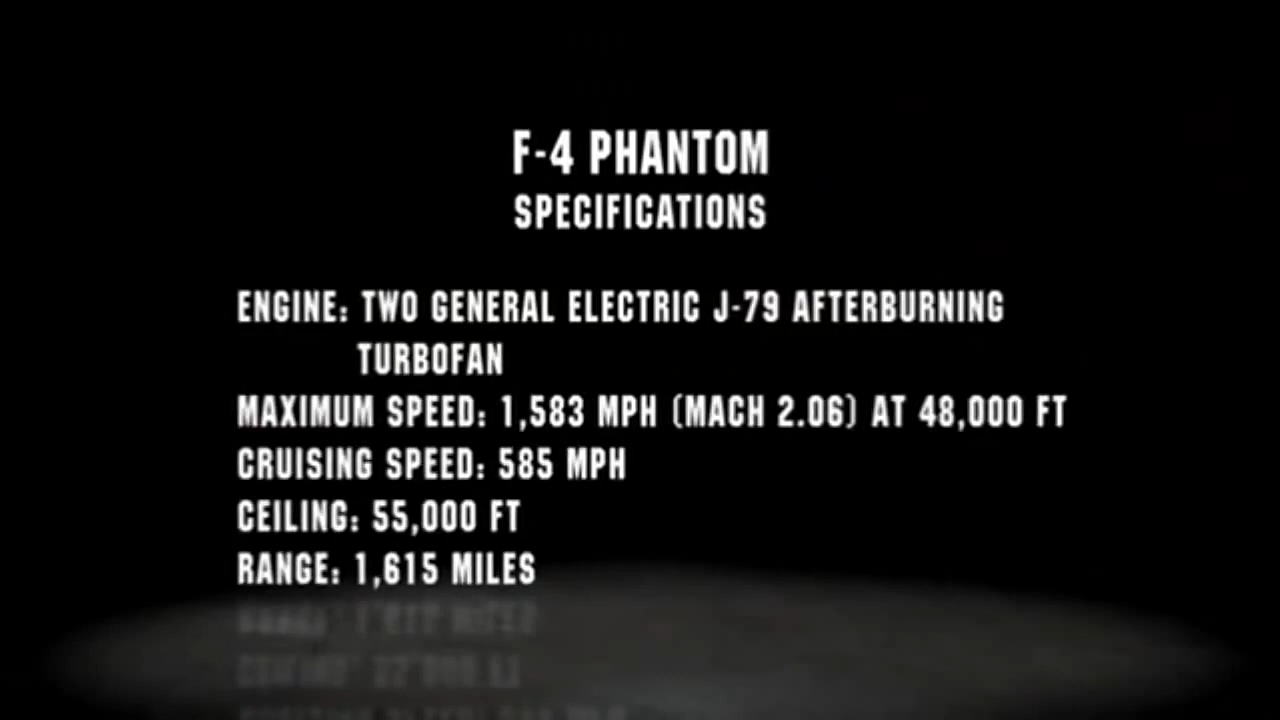 F-4 PHANTOM
SPECIFICATIONS
ENGINE: TWO GENERAL ELECTRIC J-79 AFTERBURNING
TURBOFAN
MAXIMUM SPEED: 1,583 MPH (MACH 2.06) AT 48,000 FT
CRUISING SPEED: 585 MPH
CEILING: 55,000 FT
RANGE: 1,615 MILES